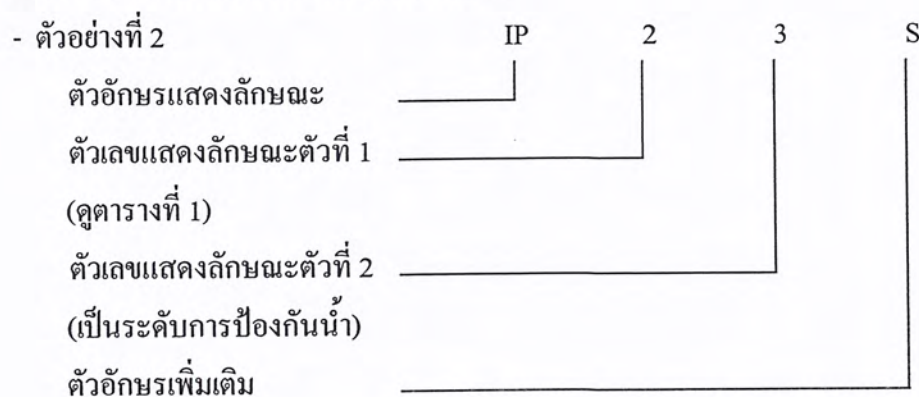 - ตัวอย่างที่ 2 IP 2 3 S
ตัวอักษรแสดงลักษณะ
ตัวเลขแสดงลักษณะตัวที่ 1
(ดูตารางที่ 1)
ตัวเลขแสดงลักษณะตัวที่ 2
(เป็นระดับการป้องกันน้ำ)
ตัวอักษรเพิ่มเติม